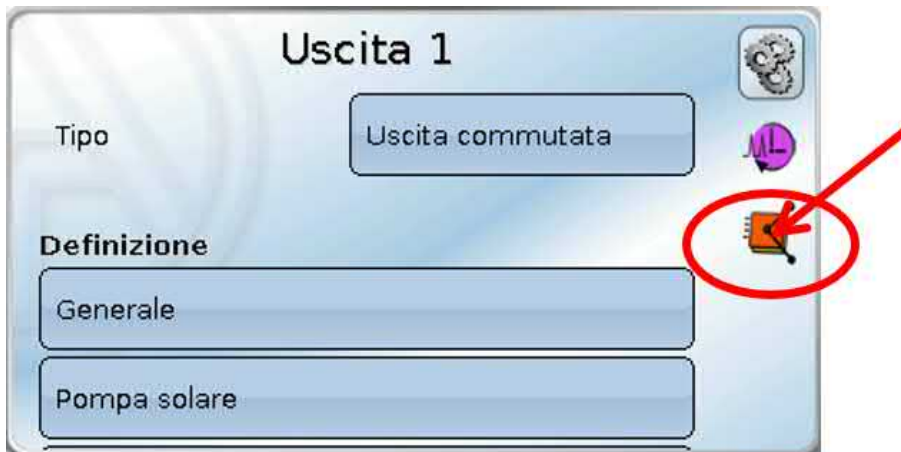 Uscita 1
Tipo
Uscita commutata
Definizione
Generale
Pompa solare